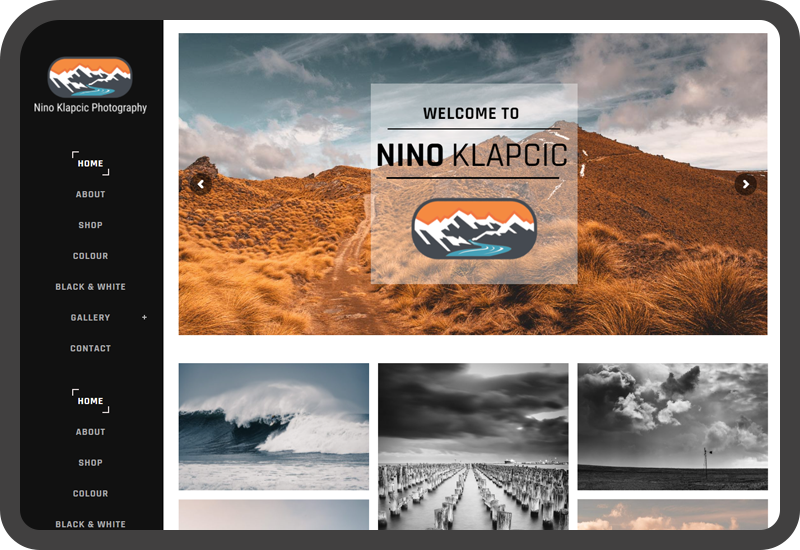 Nino Klapcic Photography
HOME
ABOUT
SHOP
COLOUR
BLACK & WHITE
GALLERY +
CONTACT
HOME
ABOUT
SHOP
COLOUR
BLACK & WHITE
WELCOME TO
NINO KLAPCIC